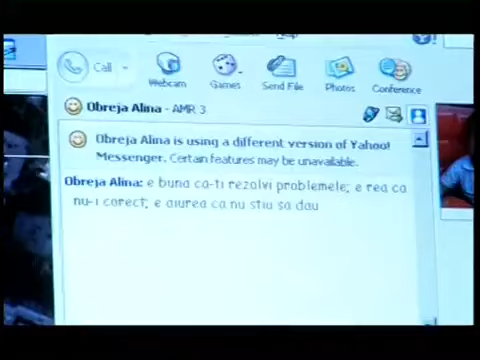 Call
Webcam Games Send File Photos Conference
Obreja Alina - AMR 3
Obreja Alina is using a different version of Yahoo!
Messenger. Certain features may be unavailable.
Obreja Alina: e buna ca-ti rezolvi problemele; e rea ca
nu-i corect; e aiurea ca nu stiu sa dau